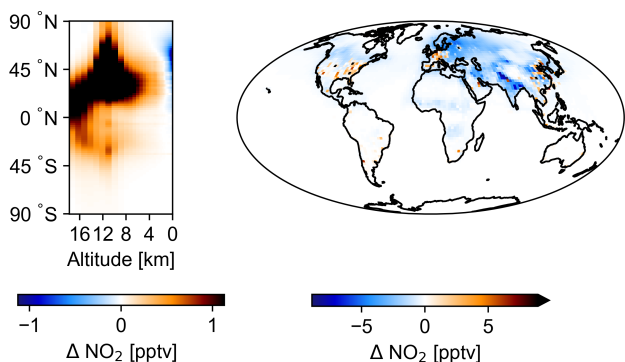 90 °N
45 °N
0 °N
45 °S
90 °S
16 12 8 4 0
Altitude [km]
−1 0 1
Δ NO₂ [pptv]
−5 0 5
Δ NO₂ [pptv]